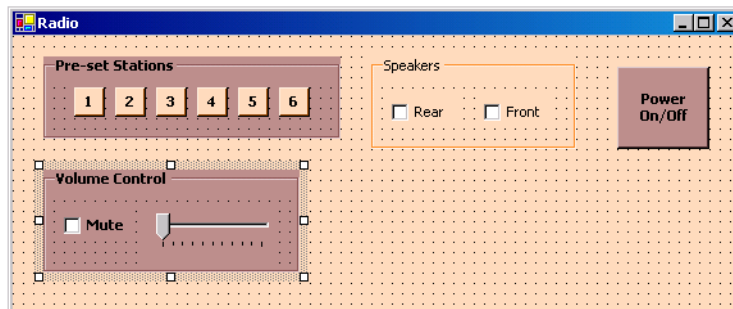 Radio
Pre-set Stations
1 2 3 4 5 6
Speakers
Rear Front
Power
On/Off
Volume Control
Mute